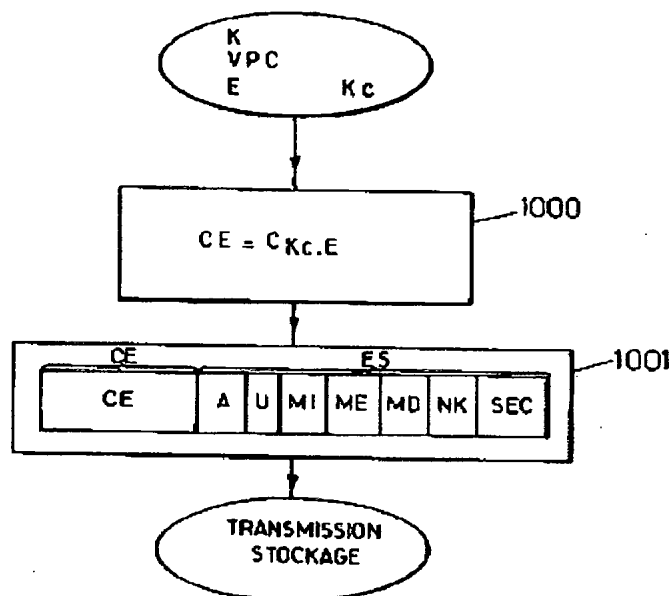 K
VPC
E Kc
1000
CE = CKc.E
CE ES
1001
CE A U MI ME MD NK SEC
TRANSMISSION
STOCKAGE